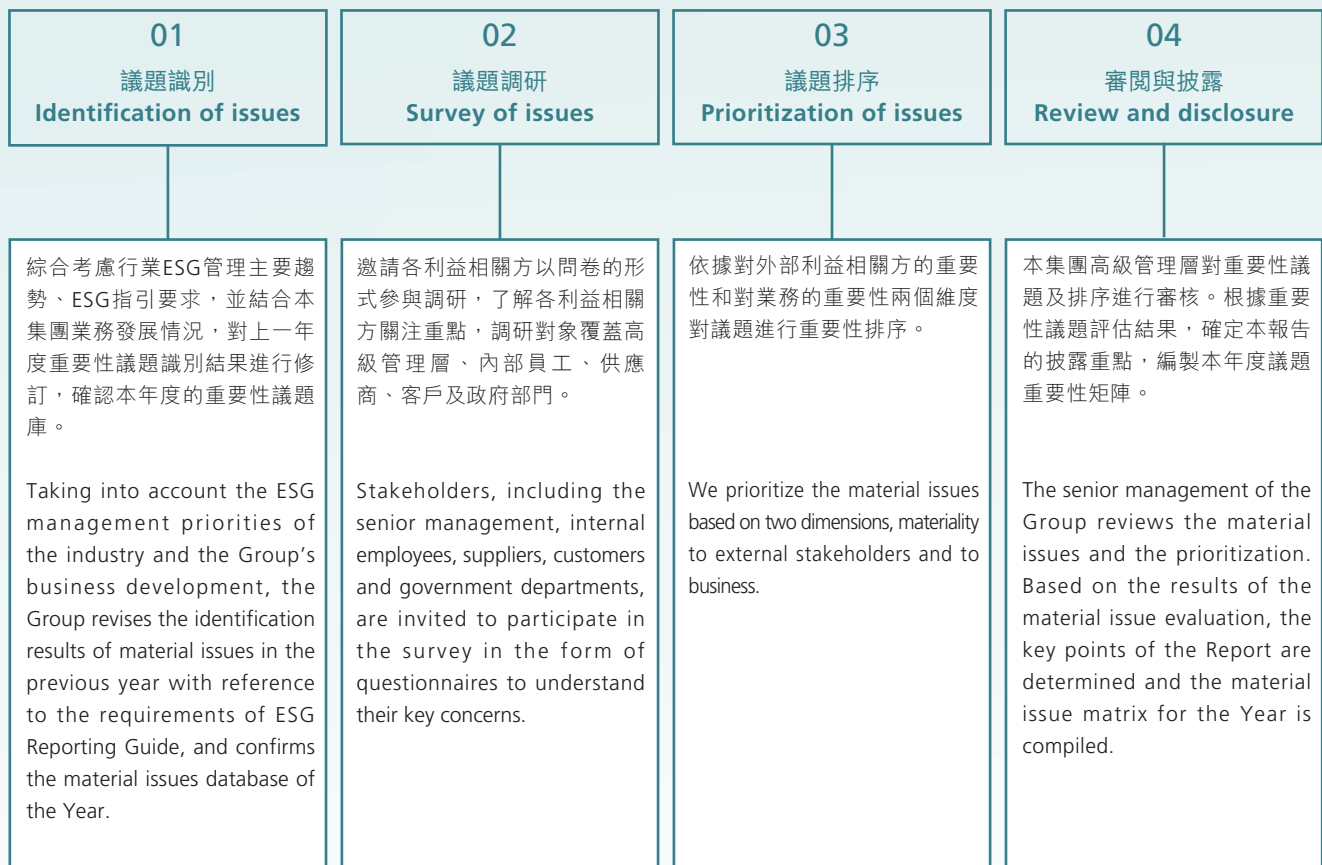 01
議題識別
Identification of issues
綜合考慮行業ESG管理主要趨
勢、ESG指引要求，並結合本
集團業務發展情況，對上一年
度重要性議題識別結果進行修
訂，確認本年度的重要性議題
庫。
Taking into account the ESG
management priorities of
the industry and the Group's
business development, the
Group revises the identification
results of material issues in the
previous year with reference
to the requirements of ESG
Reporting Guide, and confirms
the material issues database of
the Year.
02
議題調研
Survey of issues
邀請各利益相關方以問卷的形
式參與調研，了解各利益相關
方關注重點，調研對象覆蓋高
級管理層、內部員工、供應
商、客戶及政府部門。
Stakeholders, including the
senior management, internal
employees, suppliers, customers
and government departments,
are invited to participate in
the survey in the form of
questionnaires to understand
their key concerns.
03
議題排序
Prioritization of issues
依據對外部利益相關方的重要
性和對業務的重要性兩個維度
對議題進行重要性排序。
We prioritize the material issues
based on two dimensions, materiality
to external stakeholders and to
business.
04
審閱與披露
Review and disclosure
本集團高級管理層對重要性議
題及排序進行審核。根據重要
性議題評估結果，確定本報告
的披露重點，編製本年度議題
重要性矩陣。
The senior management of the
Group reviews the material
issues and the prioritization.
Based on the results of the
material issue evaluation, the
key points of the Report are
determined and the material
issue matrix for the Year is
compiled.